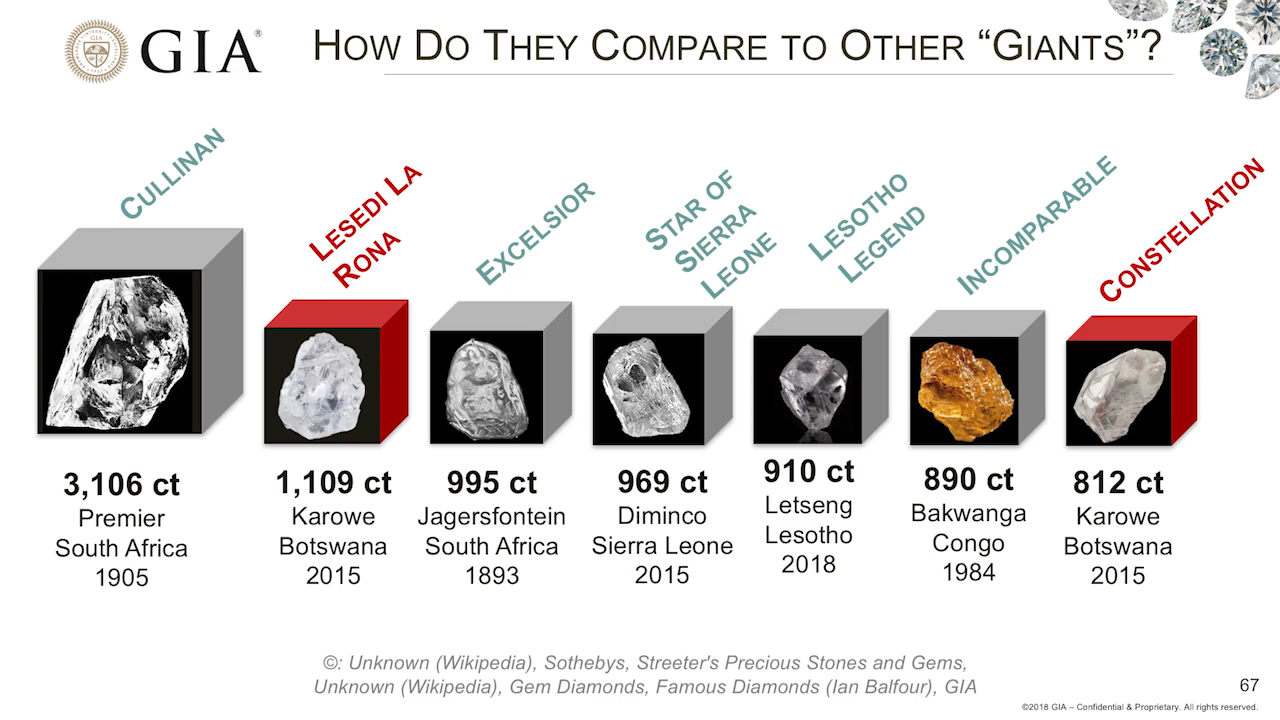 GIA®
HOW DO THEY COMPARE TO OTHER “GIANTS”?
CULLINAN
LESEDI LA
RONA
EXCELSIOR
STAR OF
SIERRA
LEONE
LESOTHO
LEGEND
INCOMPARABLE
CONSTELLATION
3,106 ct
Premier
South Africa
1905
1,109 ct
Karowe
Botswana
2015
995 ct
Jagersfontein
South Africa
1893
969 ct
Diminco
Sierra Leone
2015
910 ct
Letseng
Lesotho
2018
890 ct
Bakwanga
Congo
1984
812 ct
Karowe
Botswana
2015
©: Unknown (Wikipedia), Sothebys, Streeter's Precious Stones and Gems,
Unknown (Wikipedia), Gem Diamonds, Famous Diamonds (Ian Balfour), GIA
67
©2018 GIA – Confidential & Proprietary. All rights reserved.